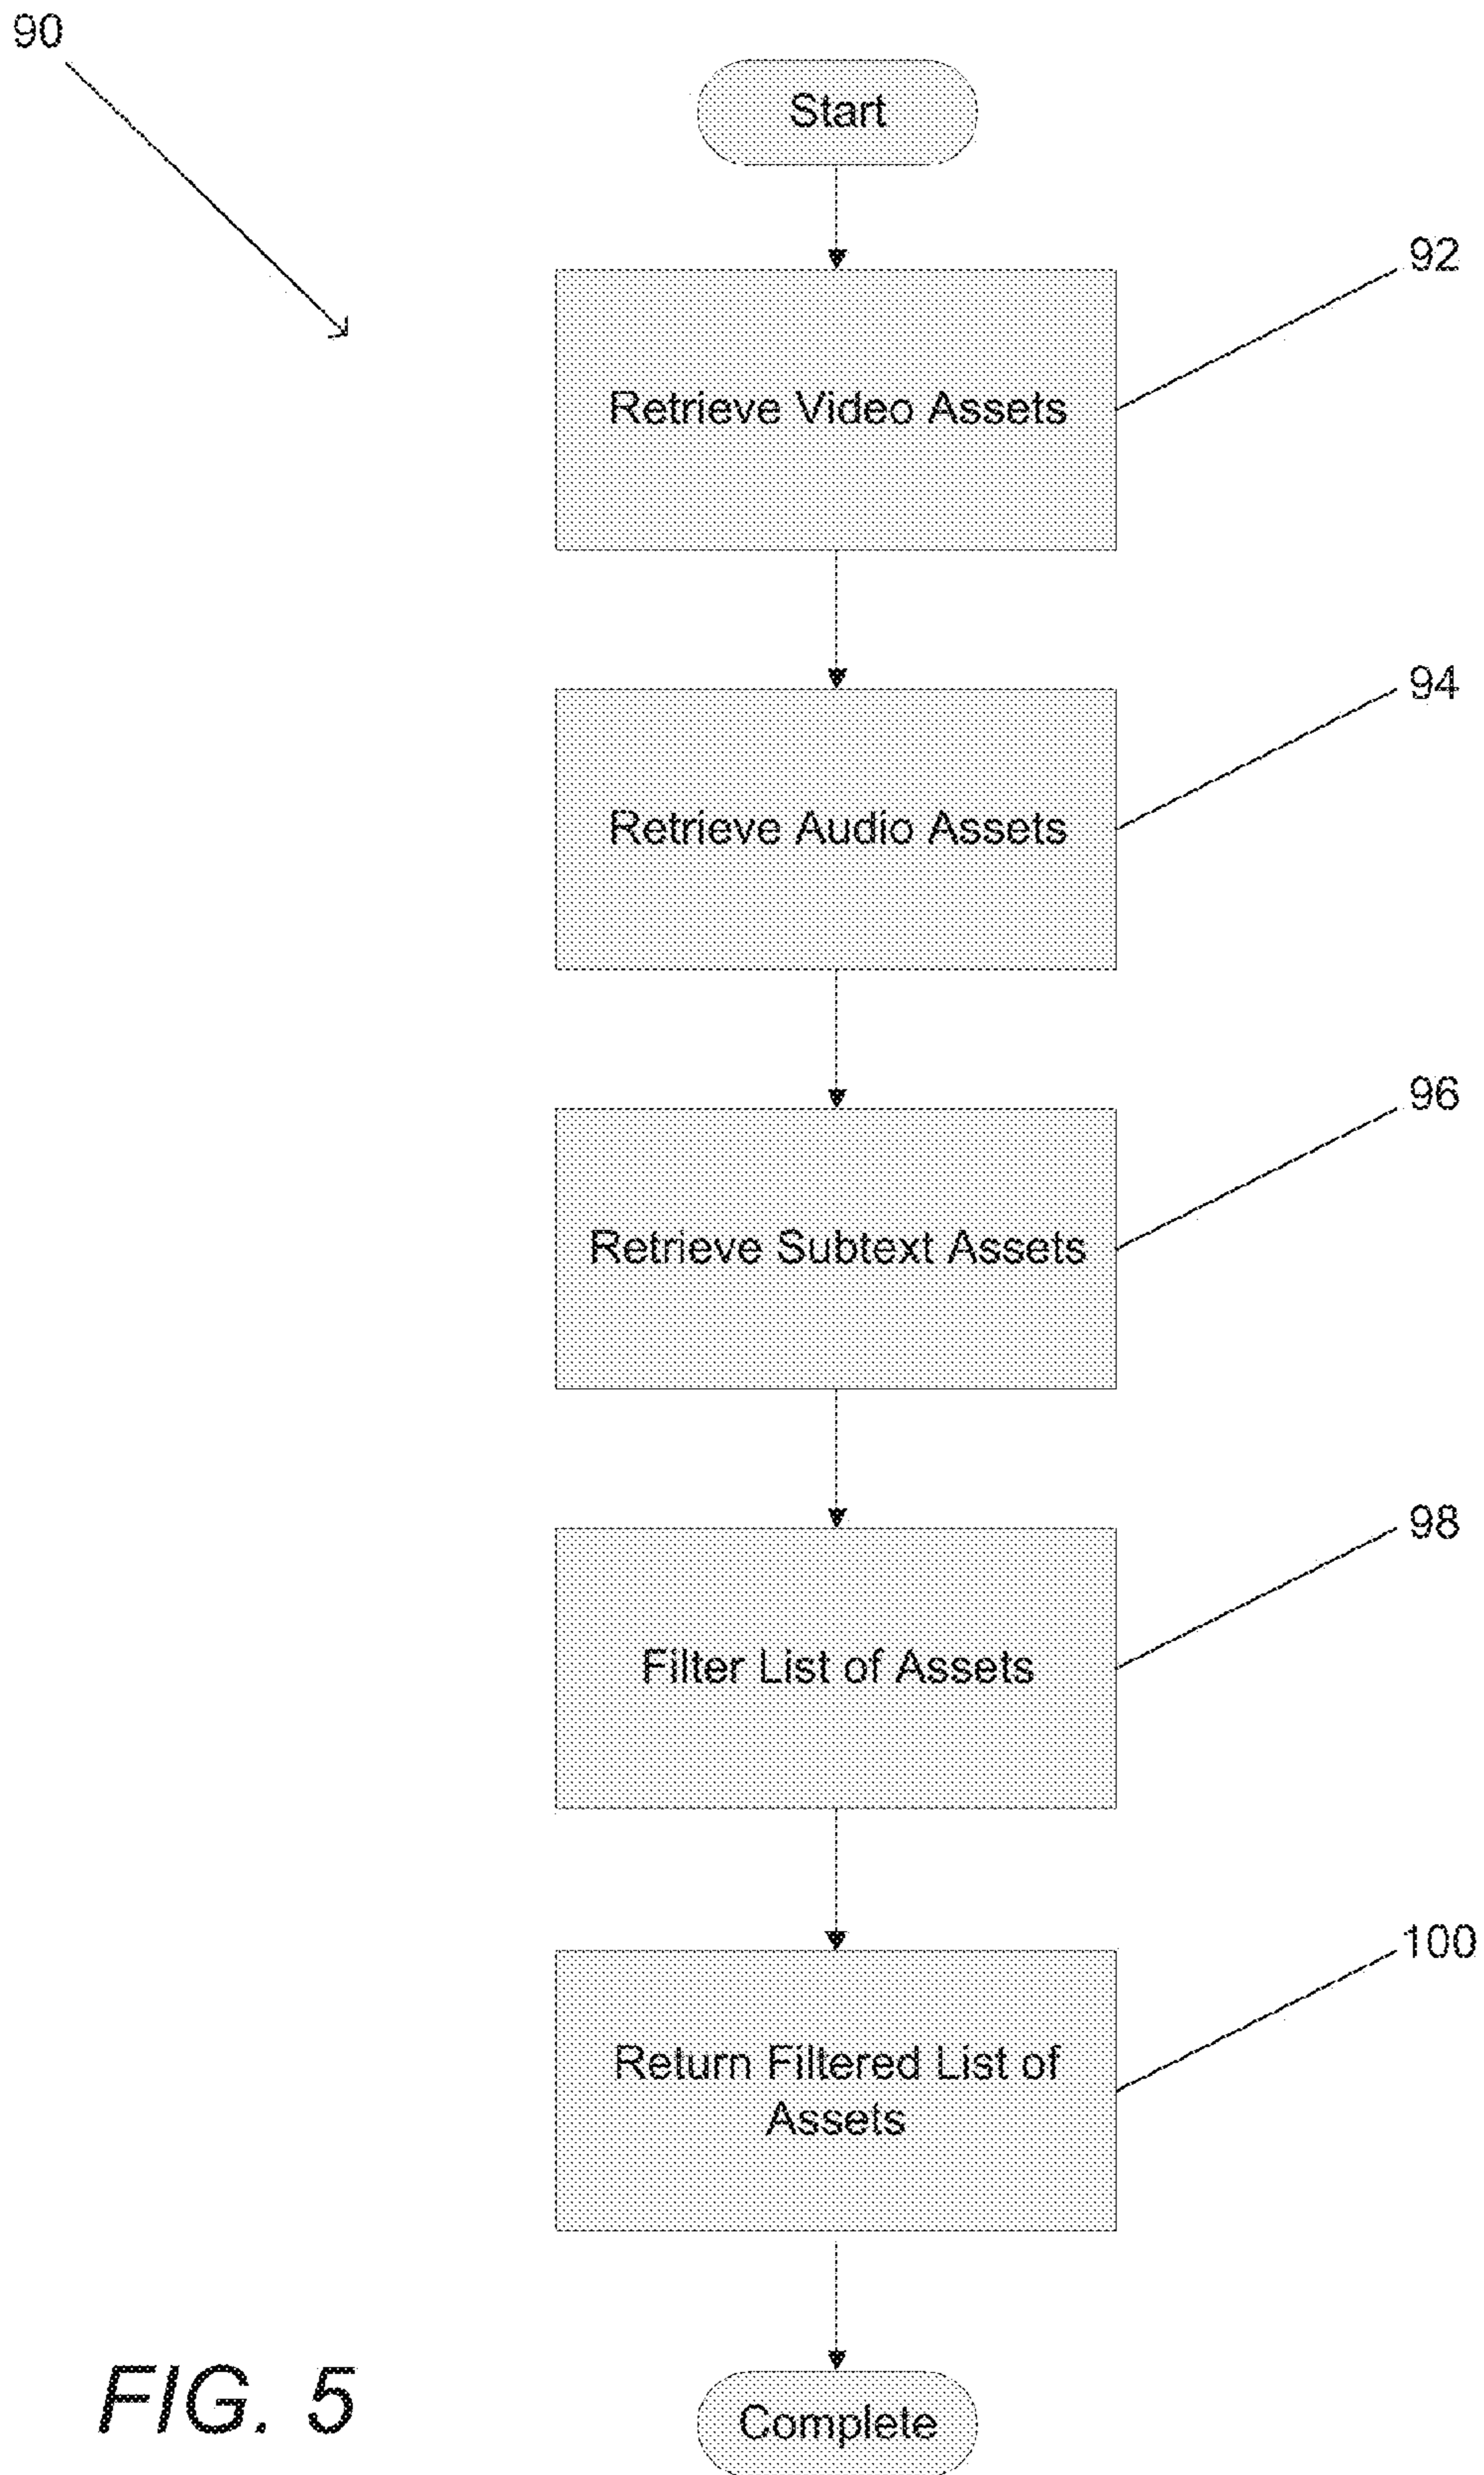 90
Start
92
Retrieve Video Assets
94
Retrieve Audio Assets
96
Retrieve Subtext Assets
98
Filter List of Assets
100
Return Filtered List of
Assets
Complete
FIG. 5